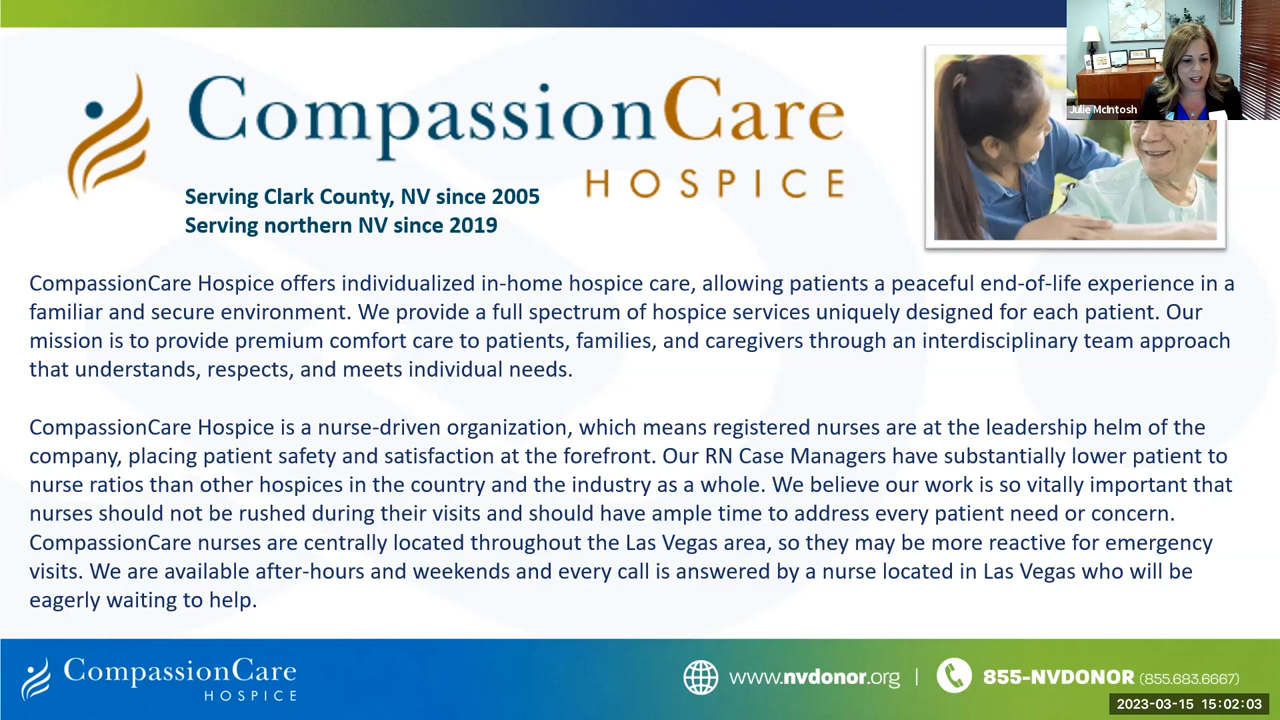 CompassionCare
HOSPICE
Julie McIntosh
Serving Clark County, NV since 2005
Serving northern NV since 2019
CompassionCare Hospice offers individualized in-home hospice care, allowing patients a peaceful end-of-life experience in a
familiar and secure environment. We provide a full spectrum of hospice services uniquely designed for each patient. Our
mission is to provide premium comfort care to patients, families, and caregivers through an interdisciplinary team approach
that understands, respects, and meets individual needs.
CompassionCare Hospice is a nurse-driven organization, which means registered nurses are at the leadership helm of the
company, placing patient safety and satisfaction at the forefront. Our RN Case Managers have substantially lower patient to
nurse ratios than other hospices in the country and the industry as a whole. We believe our work is so vitally important that
nurses should not be rushed during their visits and should have ample time to address every patient need or concern.
CompassionCare nurses are centrally located throughout the Las Vegas area, so they may be more reactive for emergency
visits. We are available after-hours and weekends and every call is answered by a nurse located in Las Vegas who will be
eagerly waiting to help.
CompassionCare
HOSPICE
www.nvdonor.org | 855-NVDONOR (855.683.6667)
2023-03-15 15:02:03